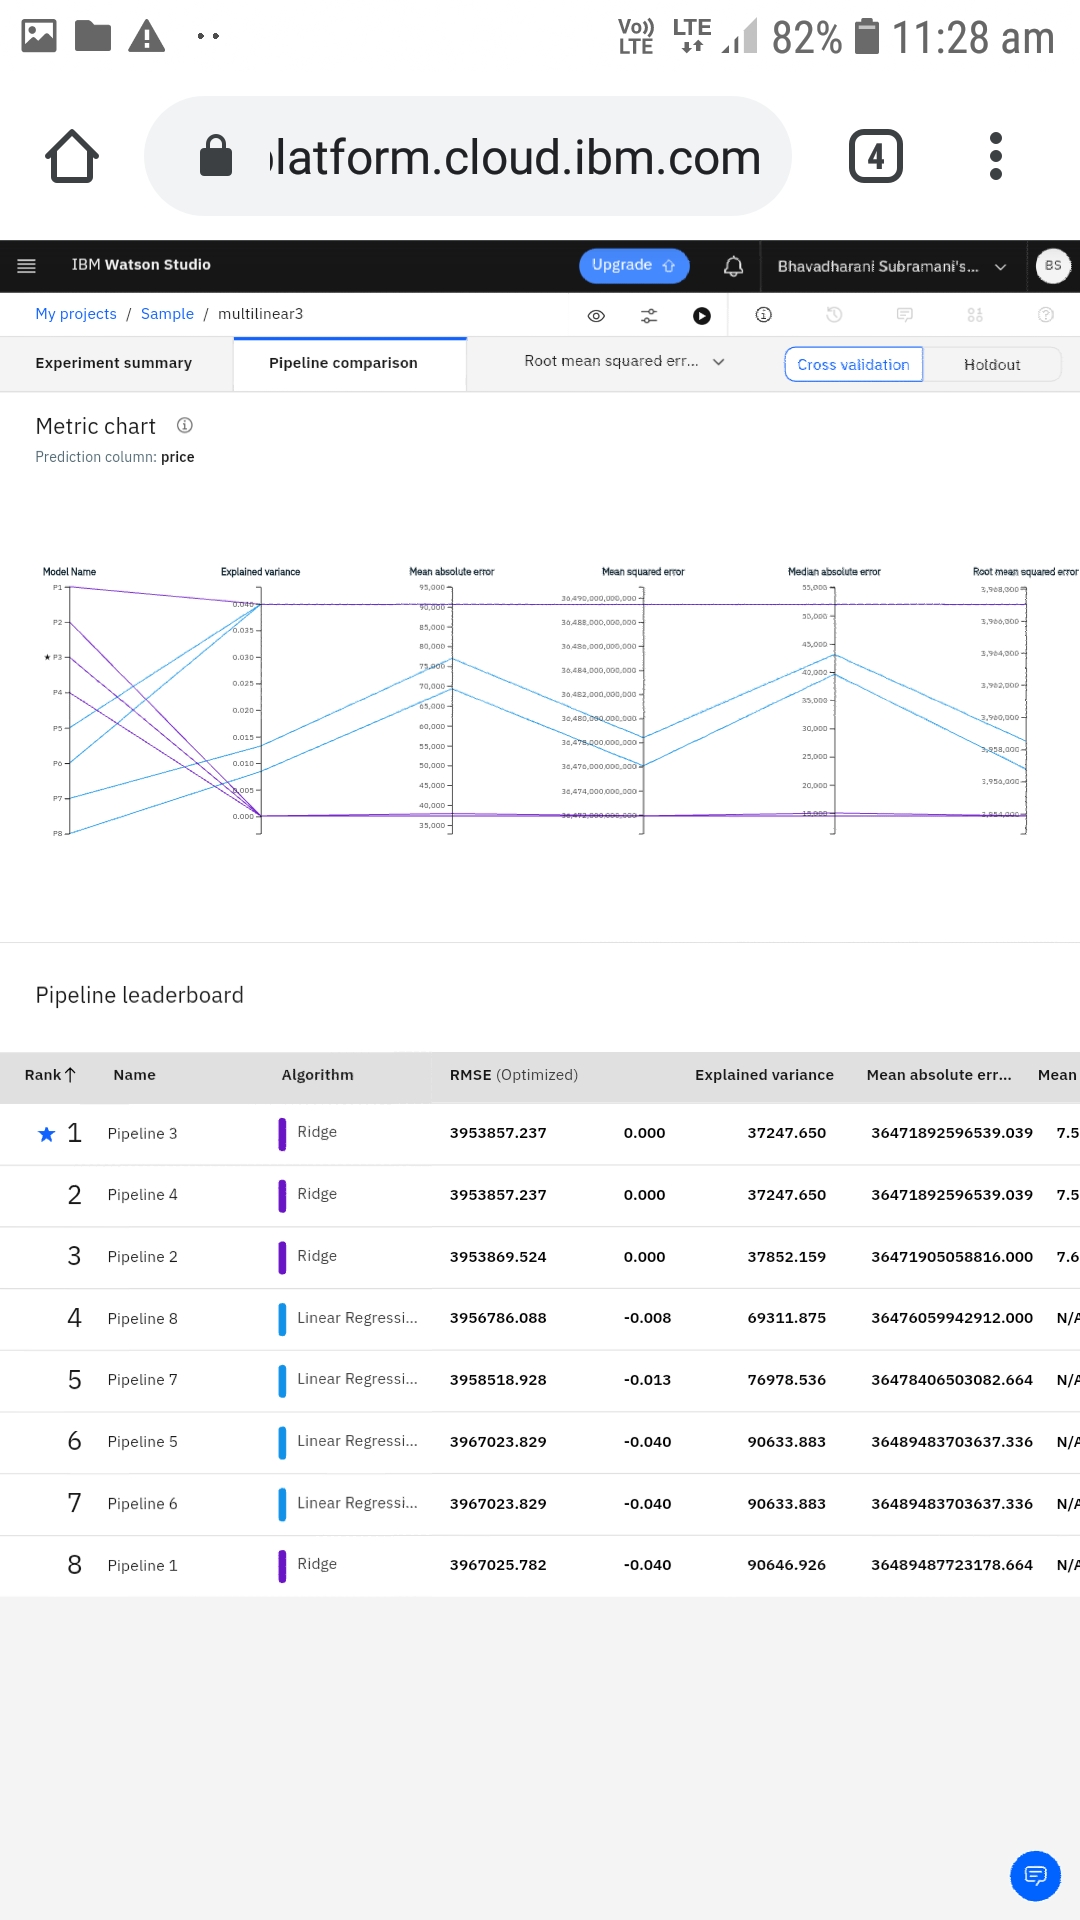 Vo)) LTE LTE 82% 11:28 am
latform.cloud.ibm.com 4
IBM Watson Studio Upgrade Bhavadharani Subramani's... BS
My projects / Sample / multilinear3
Experiment summary Pipeline comparison Root mean squared err... Cross validation Holdout
Metric chart
Prediction column: price
Model Name Explained variance Mean absolute error Mean squared error Median absolute error Root mean squared error
P1
P2
★ P3
P4
P5
P6
P7
P8
0.040
0.035
0.030
0.025
0.020
0.015
0.010
0.005
0.000
95,000
90,000
85,000
80,000
75,000
70,000
65,000
60,000
55,000
50,000
45,000
40,000
35,000
36,490,000,000,000
36,488,000,000,000
36,486,000,000,000
36,484,000,000,000
36,482,000,000,000
36,480,000,000,000
36,478,000,000,000
36,476,000,000,000
36,474,000,000,000
36,472,000,000,000
55,000
50,000
45,000
40,000
35,000
30,000
25,000
20,000
15,000
3,968,000
3,966,000
3,964,000
3,962,000
3,960,000
3,958,000
3,956,000
3,954,000
Pipeline leaderboard
Rank↑ Name Algorithm RMSE (Optimized) Explained variance Mean absolute err... Mean
★ 1 Pipeline 3 Ridge 3953857.237 0.000 37247.650 36471892596539.039 7.5
2 Pipeline 4 Ridge 3953857.237 0.000 37247.650 36471892596539.039 7.5
3 Pipeline 2 Ridge 3953869.524 0.000 37852.159 36471905058816.000 7.6
4 Pipeline 8 Linear Regressi... 3956786.088 -0.008 69311.875 36476059942912.000 N/A
5 Pipeline 7 Linear Regressi... 3958518.928 -0.013 76978.536 36478406503082.664 N/A
6 Pipeline 5 Linear Regressi... 3967023.829 -0.040 90633.883 36489483703637.336 N/A
7 Pipeline 6 Linear Regressi... 3967023.829 -0.040 90633.883 36489483703637.336 N/A
8 Pipeline 1 Ridge 3967025.782 -0.040 90646.926 36489487723178.664 N/A